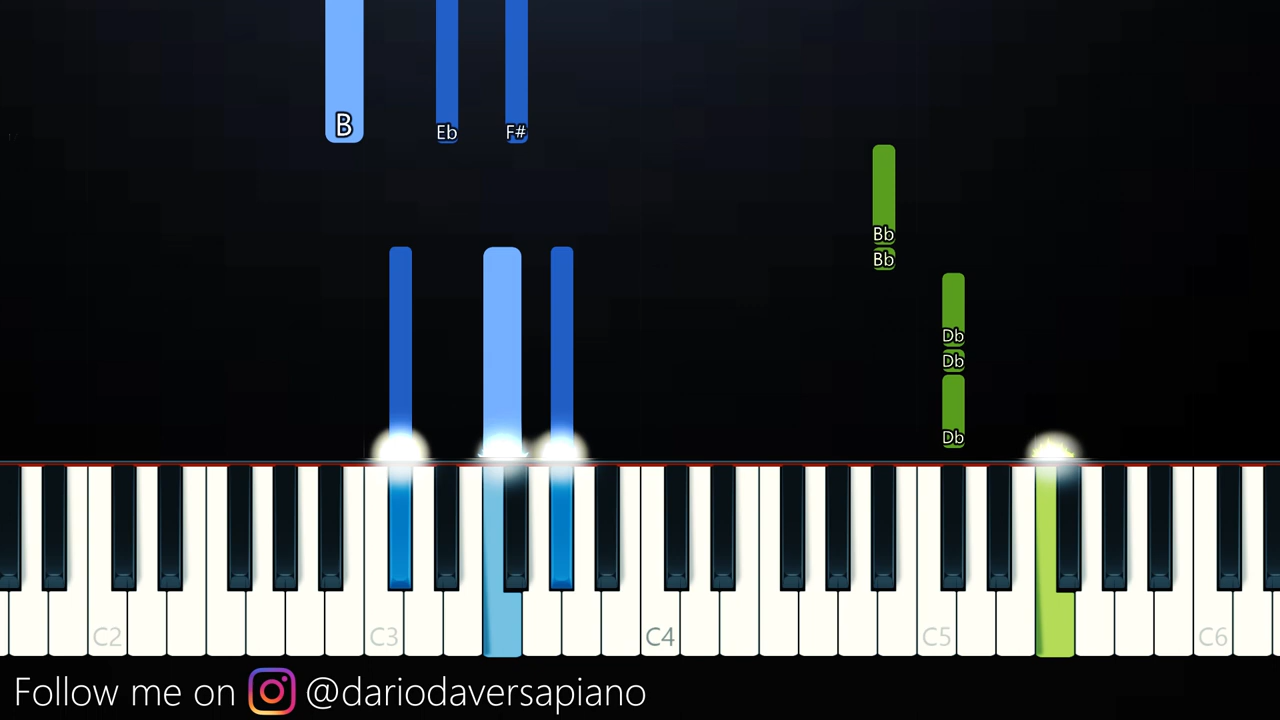 B
Eb
F#
Bb
Bb
Db
Db
Db
C2
C3
C4
C5
C6
Follow me on @dariodaversapiano